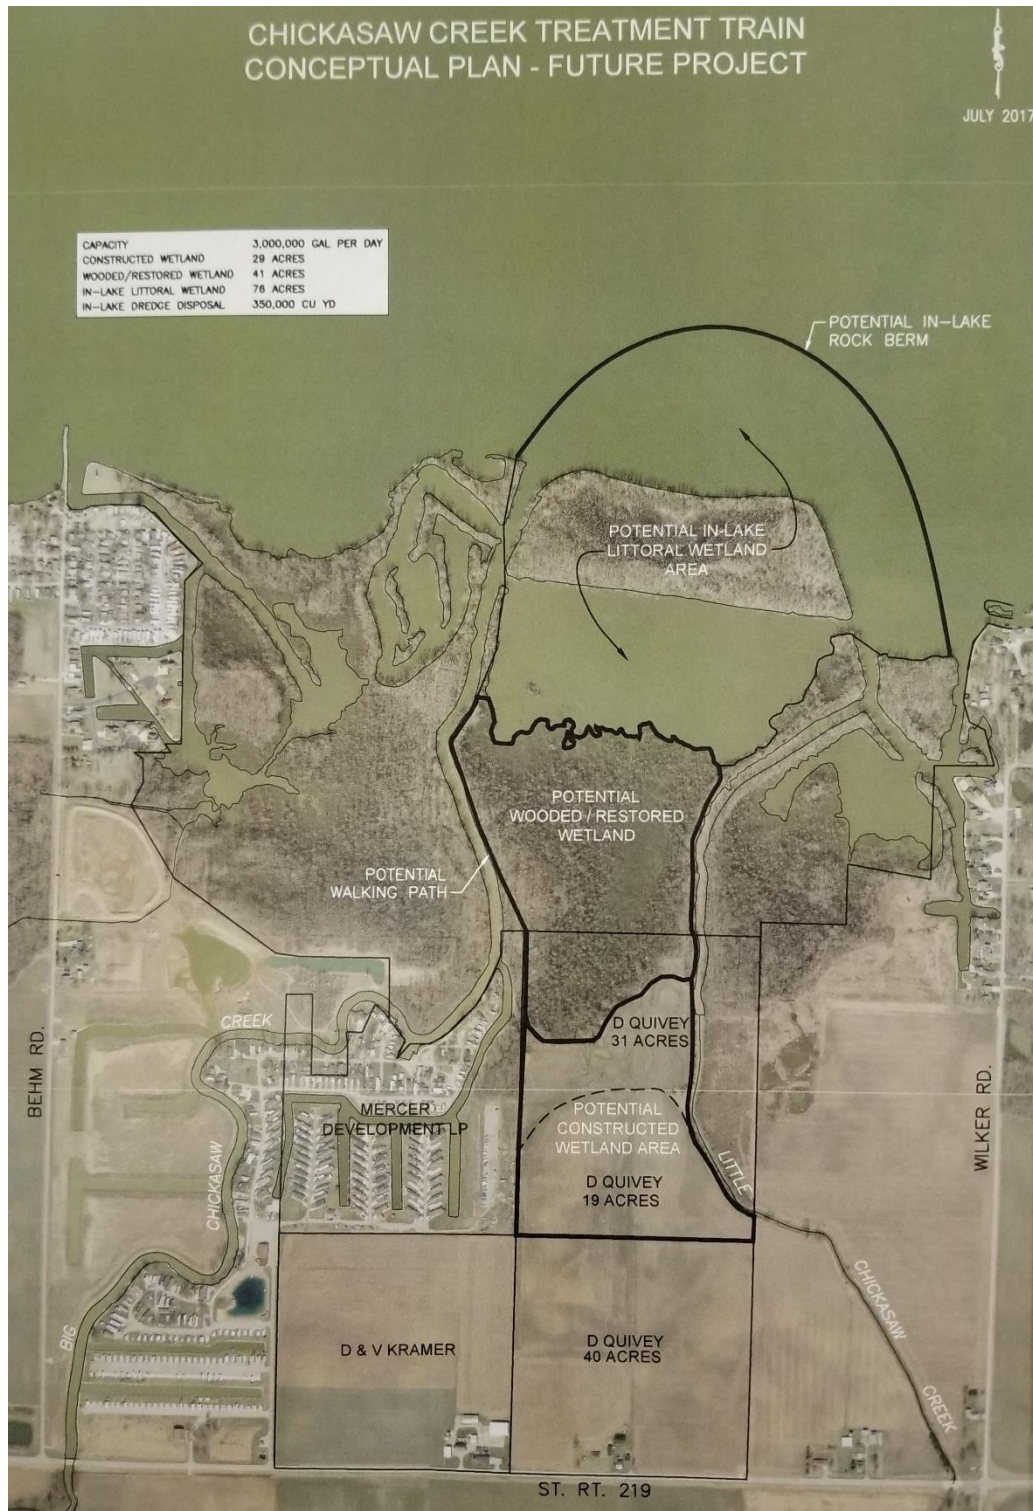 CHICKASAW CREEK TREATMENT TRAIN
CONCEPTUAL PLAN - FUTURE PROJECT
JULY 2017
CAPACITY 3,000,000 GAL PER DAY
CONSTRUCTED WETLAND 29 ACRES
WOODED/RESTORED WETLAND 41 ACRES
IN-LAKE LITTORAL WETLAND 76 ACRES
IN-LAKE DREDGE DISPOSAL 350,000 CU YD
POTENTIAL IN-LAKE
ROCK BERM
POTENTIAL IN-LAKE
LITTORAL WETLAND
AREA
POTENTIAL
WOODED / RESTORED
WETLAND
POTENTIAL
WALKING PATH
D QUIVEY
31 ACRES
BEHM RD.
WILKER RD.
BIG
CHICKASAW
CREEK
MERCER
DEVELOPMENT LP
POTENTIAL
CONSTRUCTED
WETLAND AREA
D QUIVEY
19 ACRES
LITTLE
CHICKASAW
CREEK
D & V KRAMER
D QUIVEY
40 ACRES
ST. RT. 219